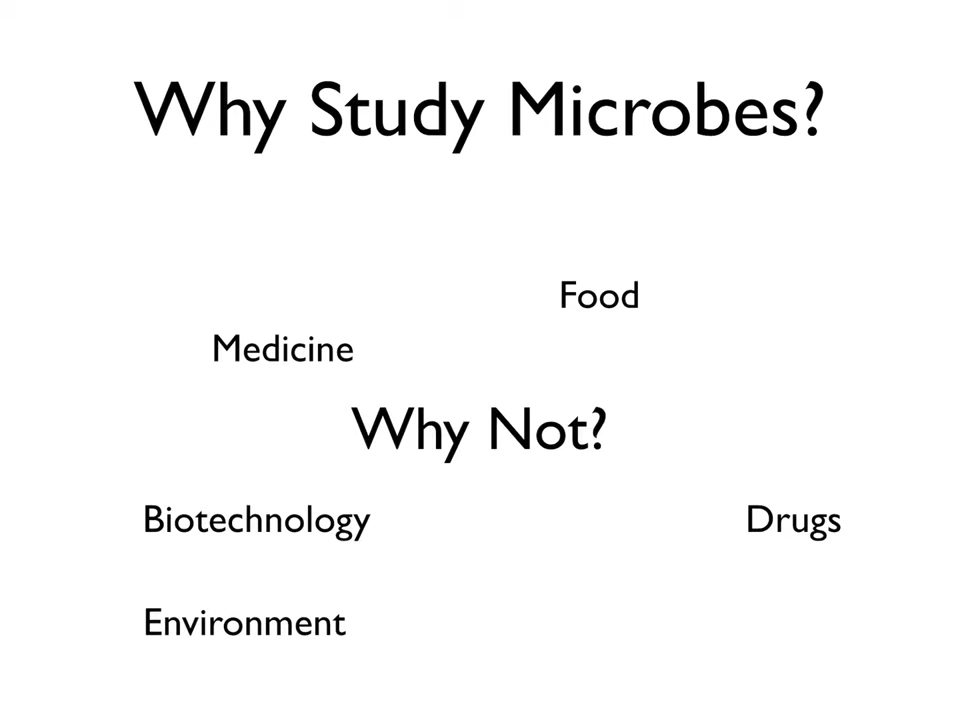 Why Study Microbes?
Food
Medicine
Why Not?
Biotechnology
Drugs
Environment